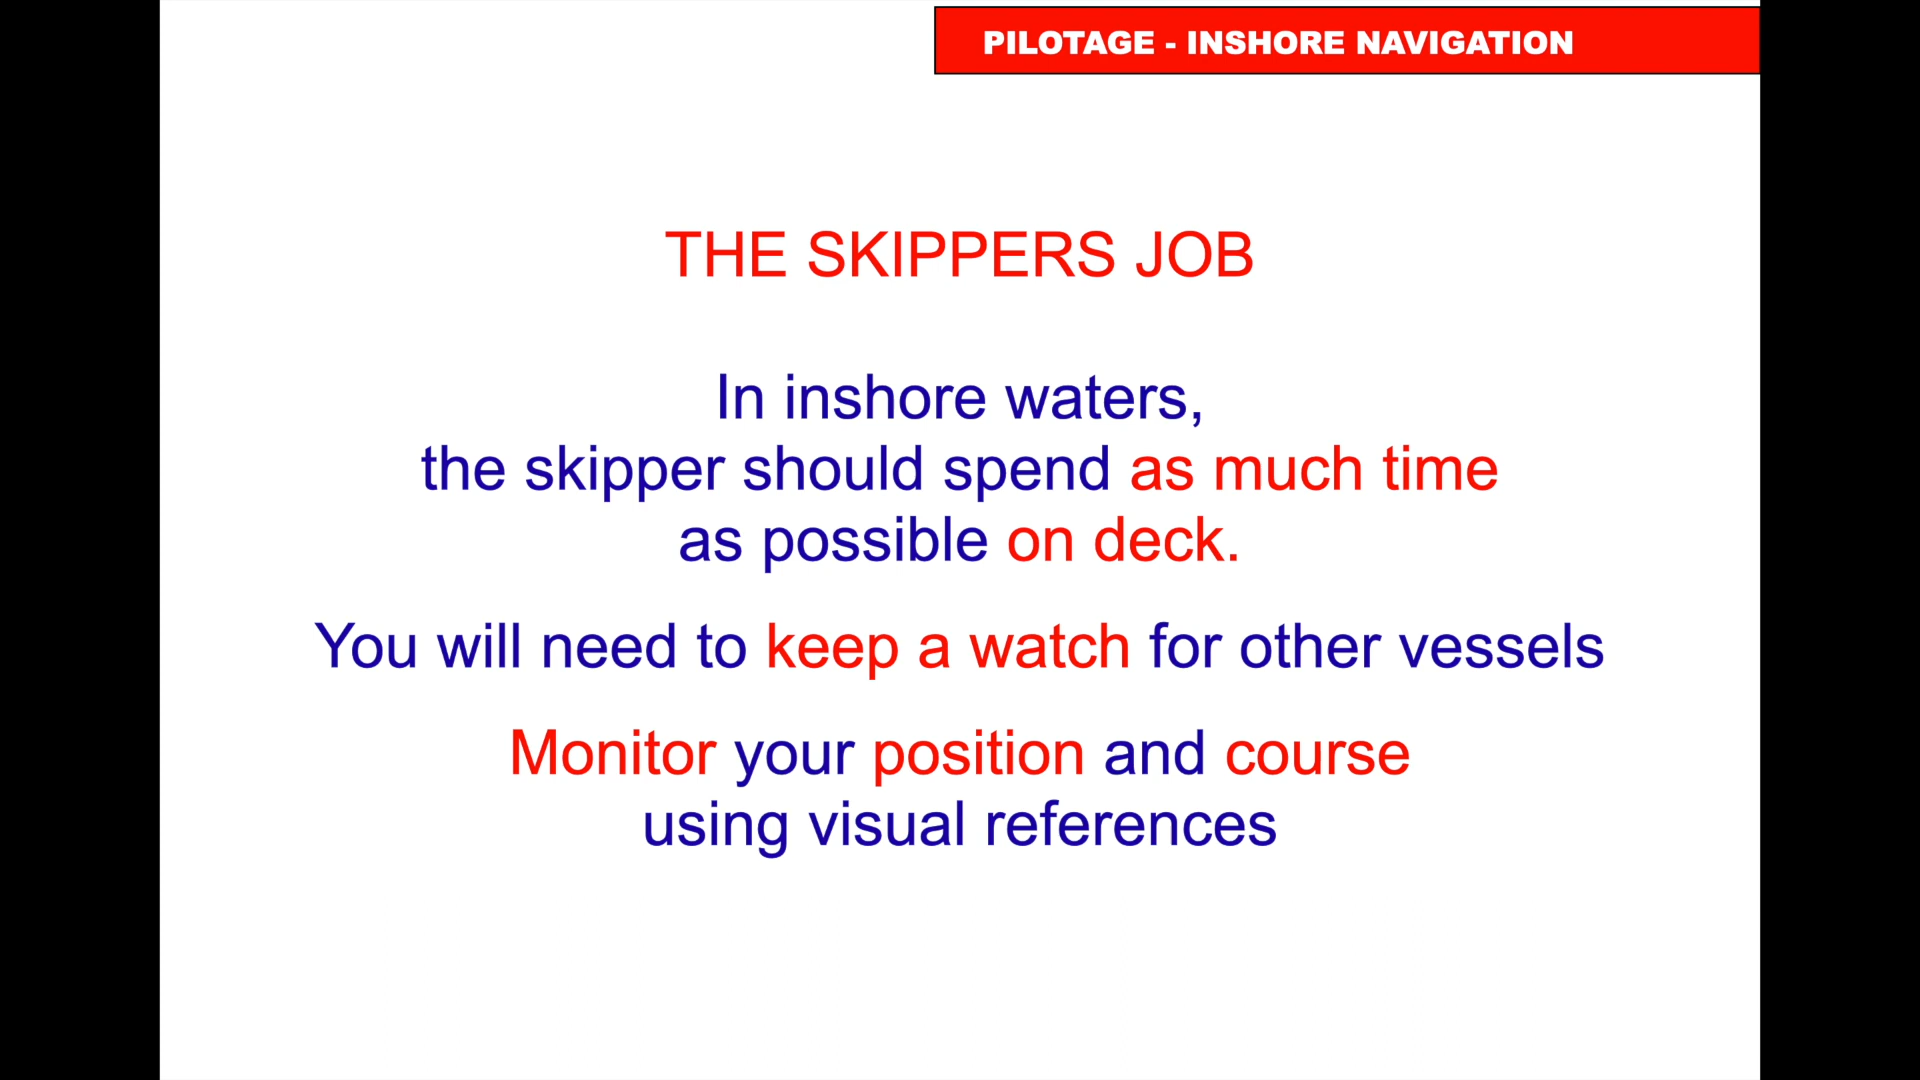 PILOTAGE - INSHORE NAVIGATION
THE SKIPPERS JOB
In inshore waters,
the skipper should spend as much time
as possible on deck.
You will need to keep a watch for other vessels
Monitor your position and course
using visual references